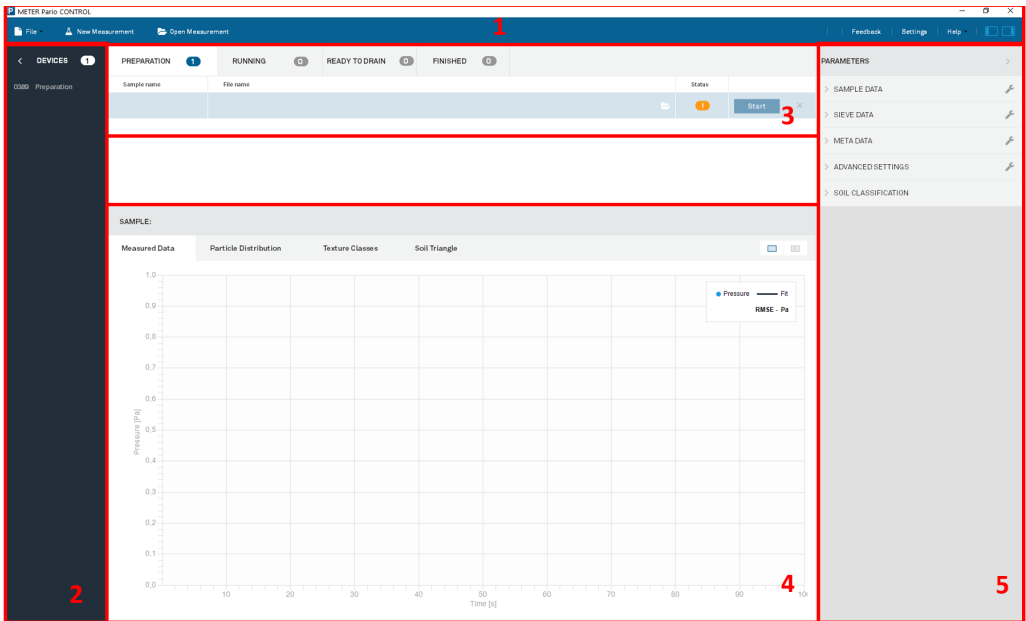 METER Pario CONTROL
File New Measurement Open Measurement 1 Feedback Settings Help
DEVICES 1
0389 Preparation
2
PREPARATION 1 RUNNING 0 READY TO DRAIN 0 FINISHED 0
Sample name File name Status
! Start
3
SAMPLE:
Measured Data Particle Distribution Texture Classes Soil Triangle
Pressure Fit
RMSE - Pa
1,0
0,9
0,8
0,7
0,6
0,5
0,4
0,3
0,2
0,1
0,0
Pressure [Pa]
10 20 30 40 50 60 70 80 90 100
Time [s]
4
PARAMETERS
SAMPLE DATA
SIEVE DATA
META DATA
ADVANCED SETTINGS
SOIL CLASSIFICATION
5